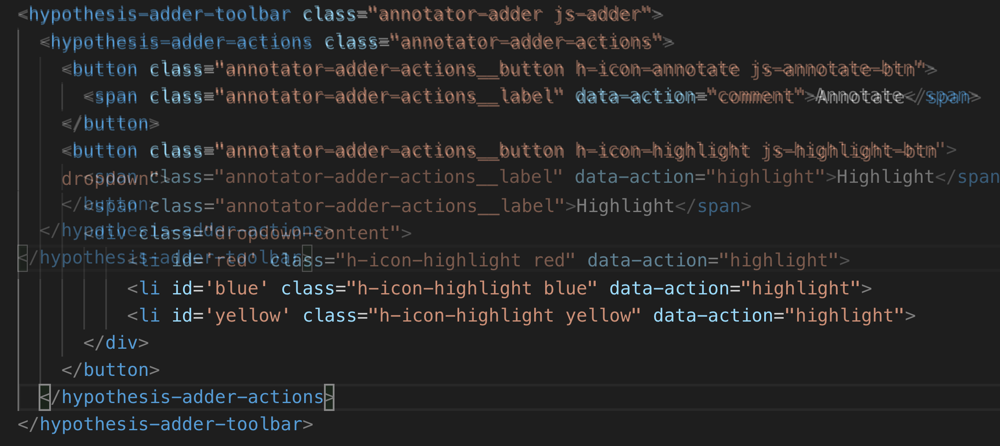 <hypothesis-adder-toolbar class="annotator-adder js-adder">
<hypothesis-adder-actions class="annotator-adder-actions">
<button class="annotator-adder-actions__button h-icon-annotate js-annotate-btn">
<span class="annotator-adder-actions__label" data-action="comment">Annotate</span>
</button>
<button class="annotator-adder-actions__button h-icon-highlight js-highlight-btn">
dropdown">
<span class="annotator-adder-actions__label" data-action="highlight">Highlight</span
</button>
<span class="annotator-adder-actions__label">Highlight</span>
</hypothesis-adder-actions>
<div class="dropdown-content">
</hypothesis-adder-toolbar>
<li id='red' class="h-icon-highlight red" data-action="highlight">
<li id='blue' class="h-icon-highlight blue" data-action="highlight">
<li id='yellow' class="h-icon-highlight yellow" data-action="highlight">
</div>
</button>
</hypothesis-adder-actions>
</hypothesis-adder-toolbar>